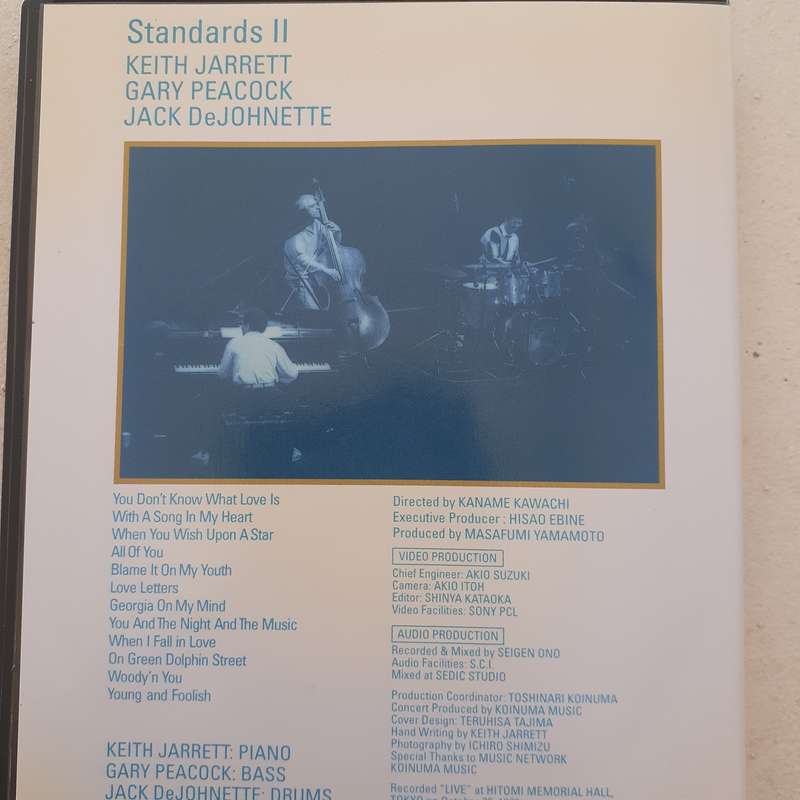 Standards II
KEITH JARRETT
GARY PEACOCK
JACK DeJOHNETTE
You Don't Know What Love Is
With A Song In My Heart
When You Wish Upon A Star
All Of You
Blame It On My Youth
Love Letters
Georgia On My Mind
You And The Night And The Music
When I Fall in Love
On Green Dolphin Street
Woody'n You
Young and Foolish
KEITH JARRETT: PIANO
GARY PEACOCK: BASS
JACK DeJOHNETTE: DRUMS
Directed by KANAME KAWACHI
Executive Producer : HISAO EBINE
Produced by MASAFUMI YAMAMOTO
VIDEO PRODUCTION
Chief Engineer: AKIO SUZUKI
Camera: AKIO ITOH
Editor: SHINYA KATAOKA
Video Facilities: SONY PCL
AUDIO PRODUCTION
Recorded & Mixed by SEIGEN ONO
Audio Facilities: S.C.I.
Mixed at SEDIC STUDIO
Production Coordinator: TOSHINARI KOINUMA
Concert Produced by KOINUMA MUSIC
Cover Design: TERUHISA TAJIMA
Hand Writing by KEITH JARRETT
Photography by ICHIRO SHIMIZU
Special Thanks to MUSIC NETWORK
KOINUMA MUSIC
Recorded "LIVE" at HITOMI MEMORIAL HALL,
TOKYO on October